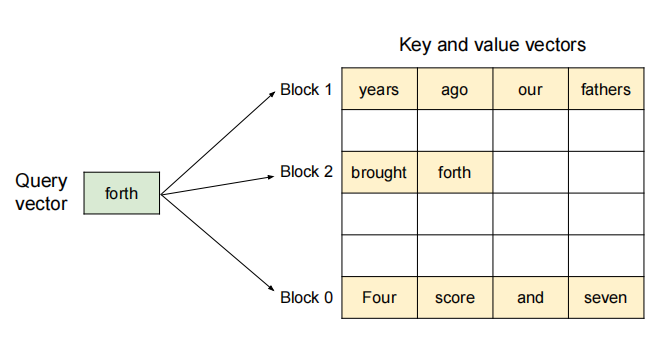 Key and value vectors
Block 1 years ago our fathers
Query vector
forth
Block 2 brought forth
Block 0 Four score and seven